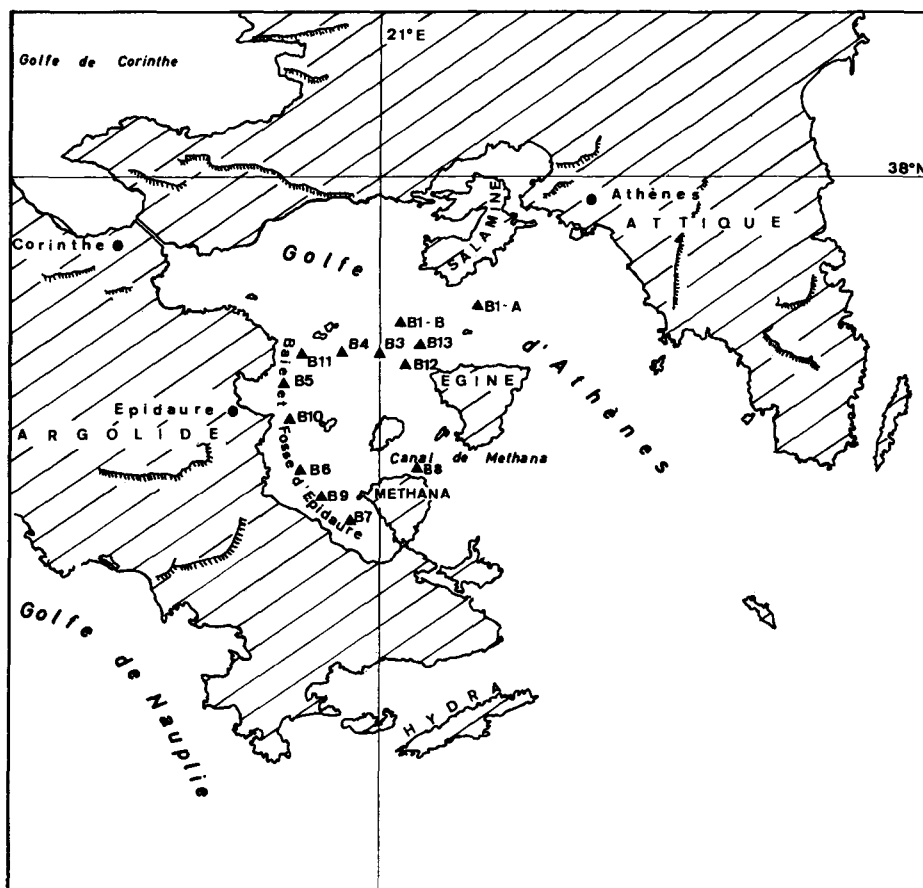 21°E
Golfe de Corinthe
38°N
Athènes
ATTIQUE
SALAMINE
Corinthe
Golfe
d'Athènes
B1-A
B1-B
B13
B3
B4
B11
B12
B5
EGINE
Baie et Fosse d'Epidaure
Epidaure
B10
ARGOLIDE
Canal de Methana
B8
B6
METHANA
B9
B7
Golfe de Nauplie
HYDRA